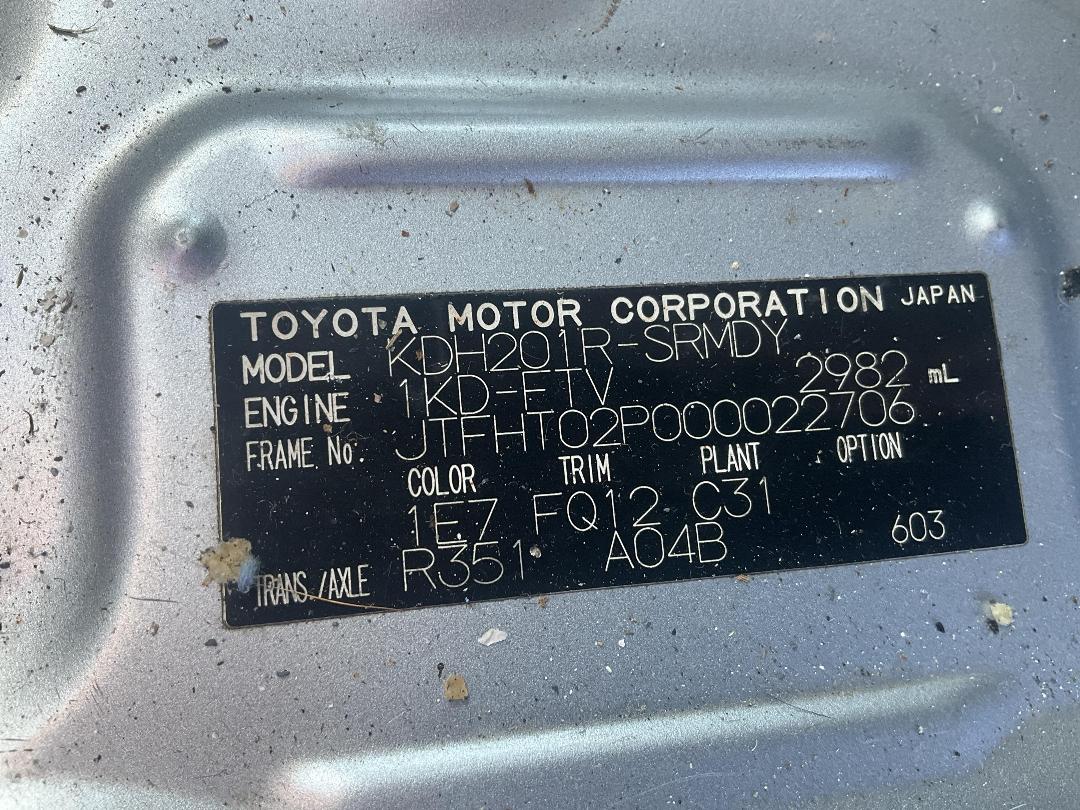 TOYOTA MOTOR CORPORATION JAPAN
MODEL KDH201R-SRMDY
ENGINE 1KD-FTV 2982 mL
FRAME No. JTFHT02P000022706
COLOR TRIM PLANT OPTION
1E7 FQ12 C31
TRANS./AXLE R351 A04B 603